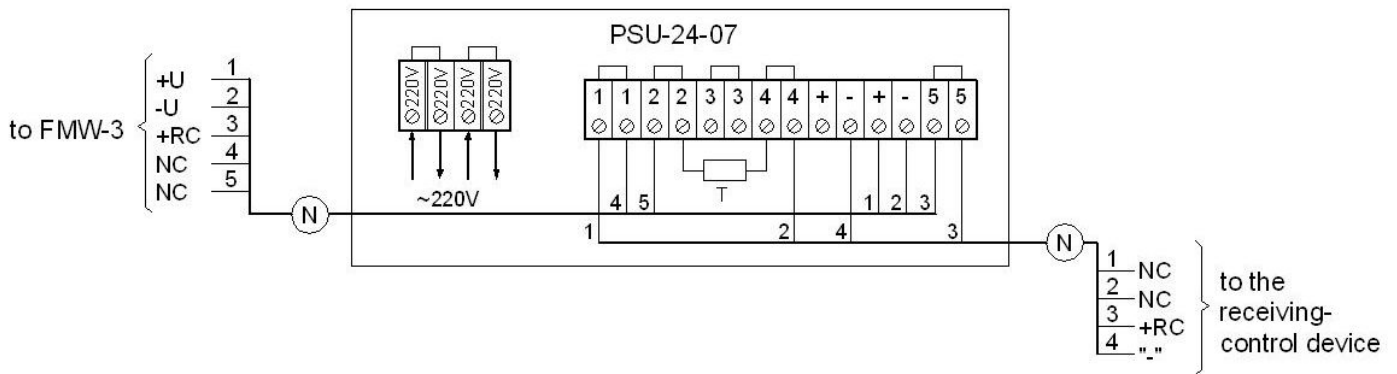 PSU-24-07
to FMW-3
+U 1
-U 2
+RC 3
NC 4
NC 5
220V 220V 220V 220V
~220V
1 1 2 2 3 3 4 4 + - + - 5 5
T
4 5 1 2 3
1 2 4 3
N
N
1 NC
2 NC
3 +RC
4 "-"
to the
receiving-
control device